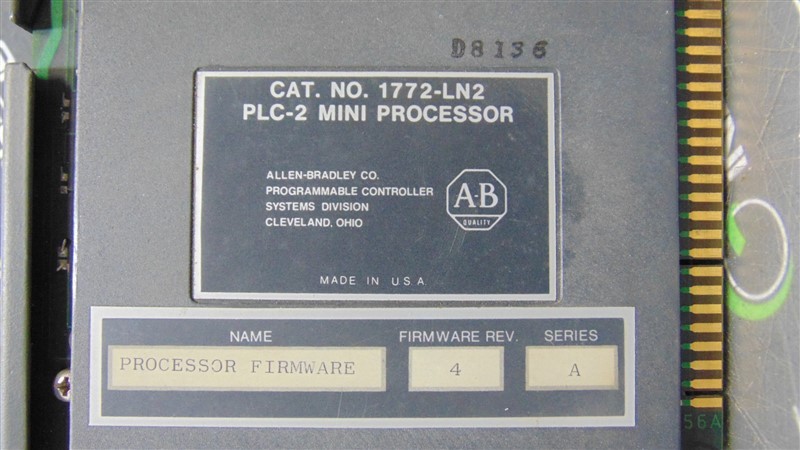 D8136
CAT. NO. 1772-LN2
PLC-2 MINI PROCESSOR
ALLEN-BRADLEY CO.
PROGRAMMABLE CONTROLLER
SYSTEMS DIVISION
CLEVELAND, OHIO
A·B
QUALITY
MADE IN U S A
NAME FIRMWARE REV. SERIES
PROCESSOR FIRMWARE 4 A
56A